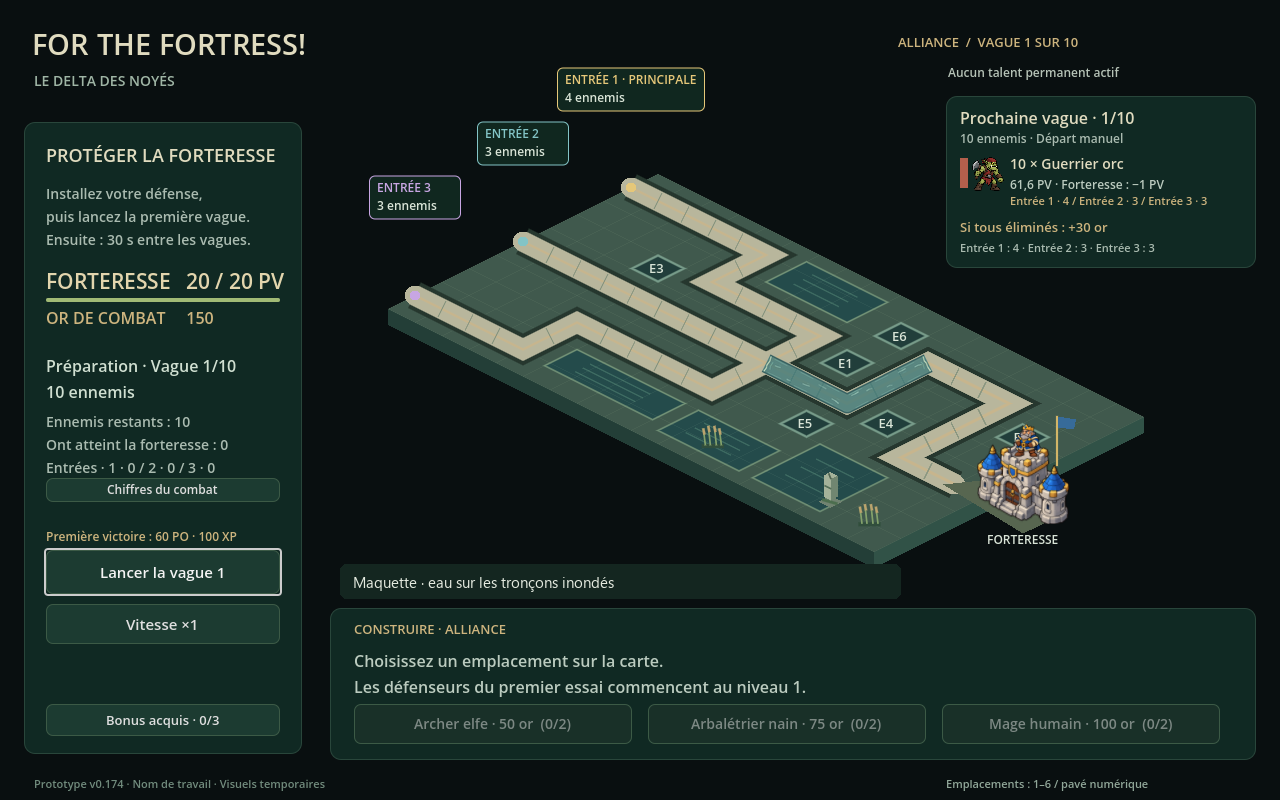 FOR THE FORTRESS!
LE DELTA DES NOYÉS
ALLIANCE / VAGUE 1 SUR 10
Aucun talent permanent actif
ENTRÉE 1 · PRINCIPALE
4 ennemis
ENTRÉE 2
3 ennemis
ENTRÉE 3
3 ennemis
Prochaine vague · 1/10
10 ennemis · Départ manuel
10 × Guerrier orc
61,6 PV · Forteresse : −1 PV
Entrée 1 · 4 / Entrée 2 · 3 / Entrée 3 · 3
Si tous éliminés : +30 or
Entrée 1 : 4 · Entrée 2 : 3 · Entrée 3 : 3
PROTÉGER LA FORTERESSE
Installez votre défense,
puis lancez la première vague.
Ensuite : 30 s entre les vagues.
FORTERESSE 20 / 20 PV
OR DE COMBAT 150
Préparation · Vague 1/10
10 ennemis
Ennemis restants : 10
Ont atteint la forteresse : 0
Entrées · 1 · 0 / 2 · 0 / 3 · 0
Chiffres du combat
Première victoire : 60 PO · 100 XP
Lancer la vague 1
Vitesse ×1
Bonus acquis · 0/3
E3
E6
E1
E5
E4
FORTERESSE
Maquette · eau sur les tronçons inondés
CONSTRUIRE · ALLIANCE
Choisissez un emplacement sur la carte.
Les défenseurs du premier essai commencent au niveau 1.
Archer elfe · 50 or (0/2)
Arbalétrier nain · 75 or (0/2)
Mage humain · 100 or (0/2)
Prototype v0.174 · Nom de travail · Visuels temporaires
Emplacements : 1–6 / pavé numérique